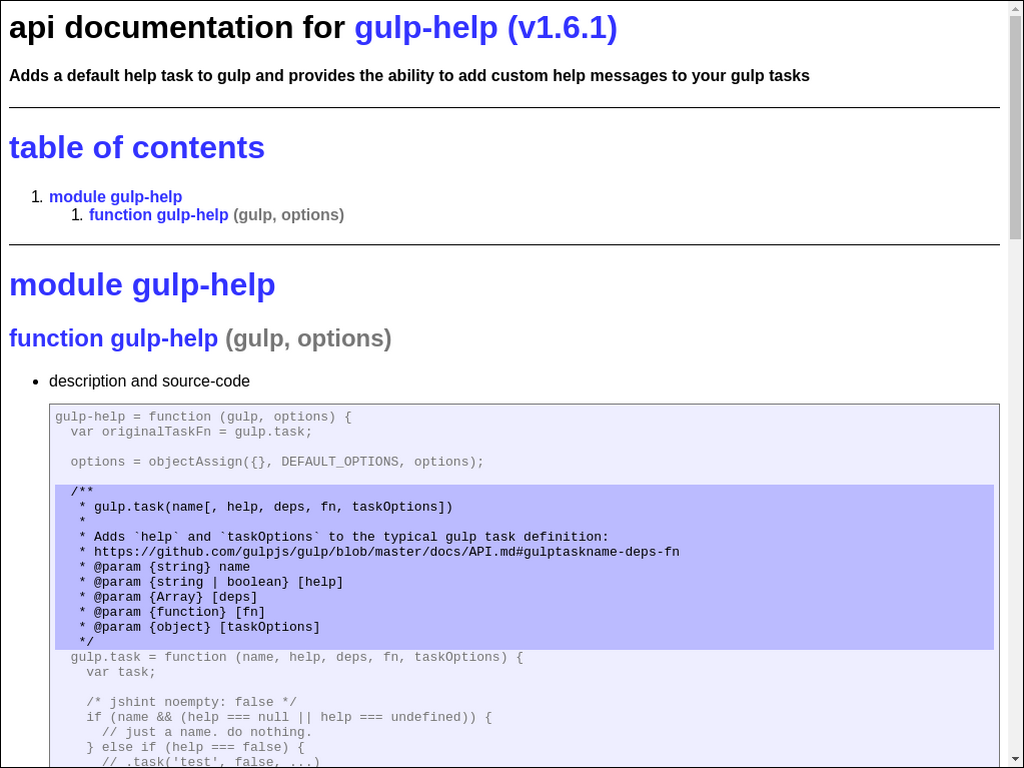 api documentation for gulp-help (v1.6.1)
Adds a default help task to gulp and provides the ability to add custom help messages to your gulp tasks
table of contents
1. module gulp-help
1. function gulp-help (gulp, options)
module gulp-help
function gulp-help (gulp, options)
• description and source-code
gulp-help = function (gulp, options) {
  var originalTaskFn = gulp.task;
  options = objectAssign({}, DEFAULT_OPTIONS, options);
  /**
   * gulp.task(name[, help, deps, fn, taskOptions])
   *
   * Adds `help` and `taskOptions` to the typical gulp task definition:
   * https://github.com/gulpjs/gulp/blob/master/docs/API.md#gulptaskname-deps-fn
   * @param {string} name
   * @param {string | boolean} [help]
   * @param {Array} [deps]
   * @param {function} [fn]
   * @param {object} [taskOptions]
   */
  gulp.task = function (name, help, deps, fn, taskOptions) {
    var task;
    /* jshint noempty: false */
    if (name && (help === null || help === undefined)) {
      // just a name. do nothing.
    } else if (help === false) {
      // .task('test', false, ...)